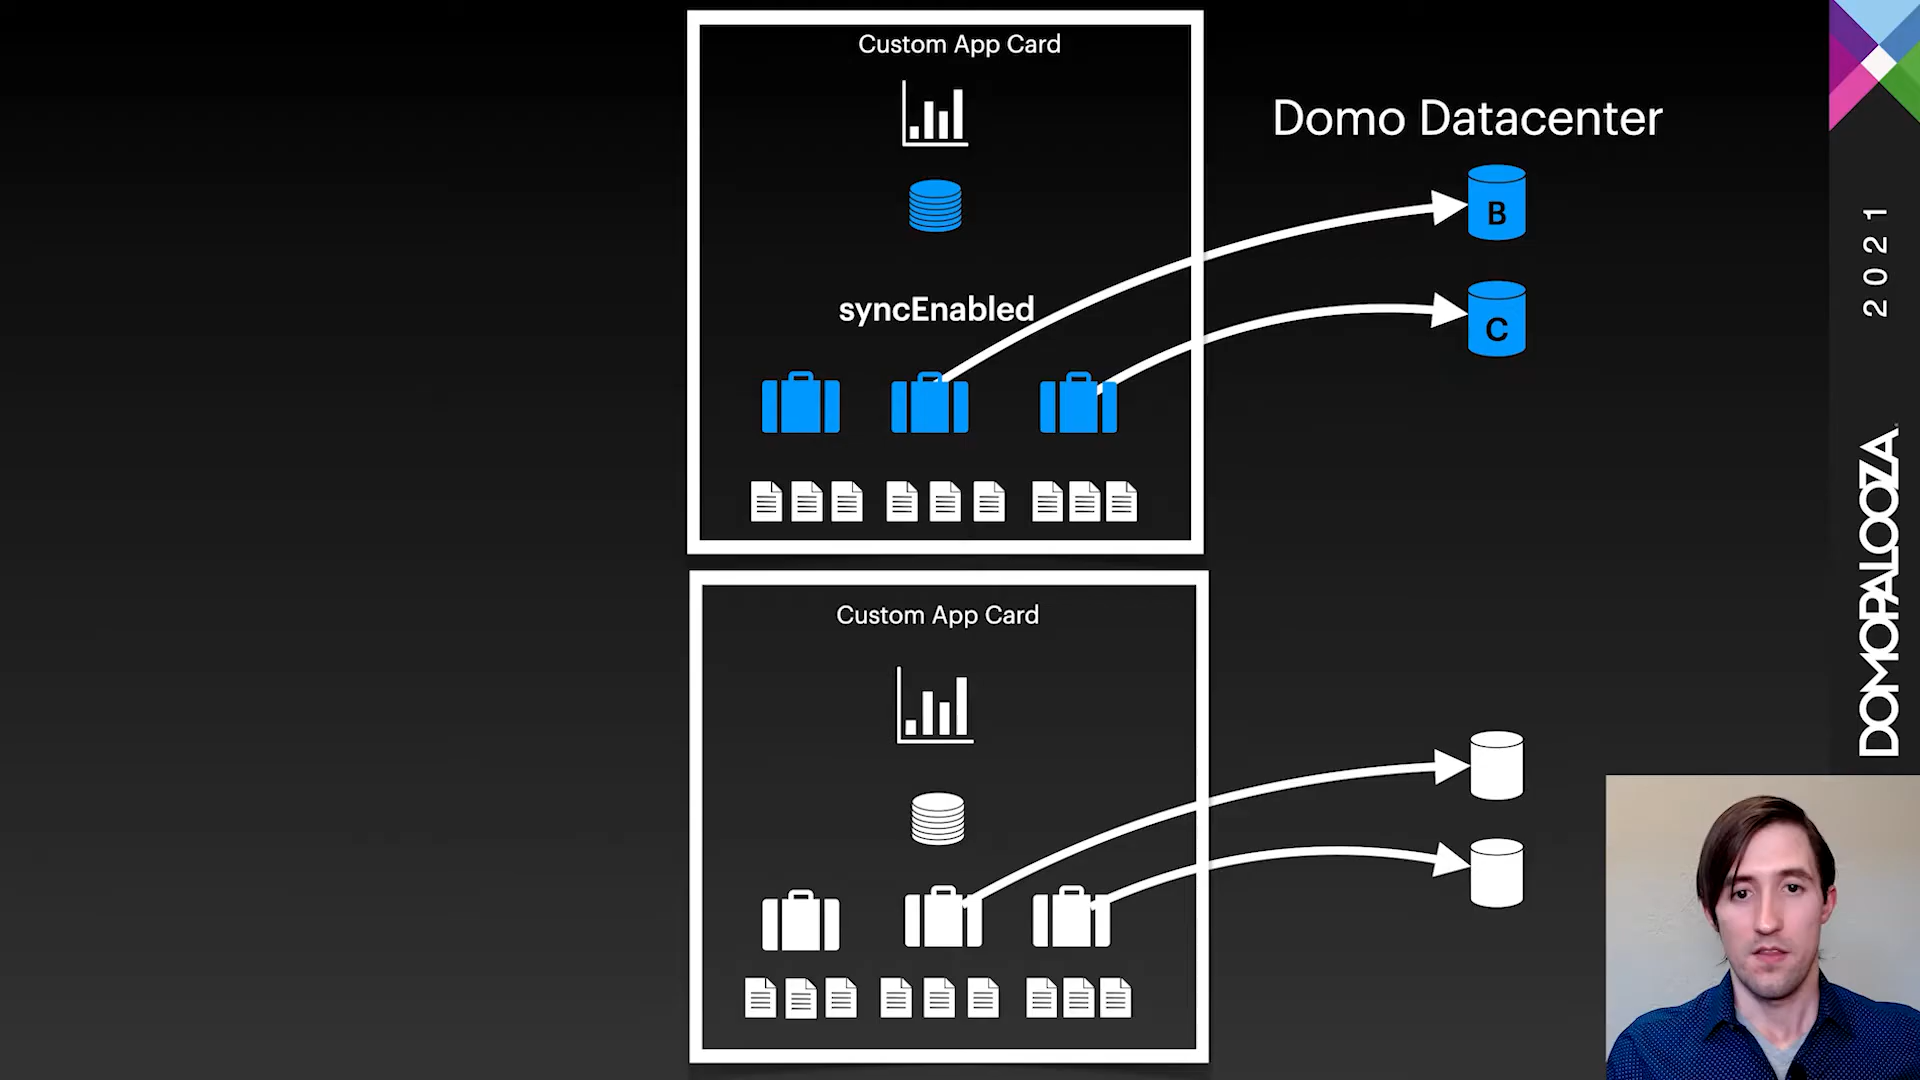 Custom App Card
Domo Datacenter
B
syncEnabled
C
Custom App Card
2021
DOMOPALOOZA